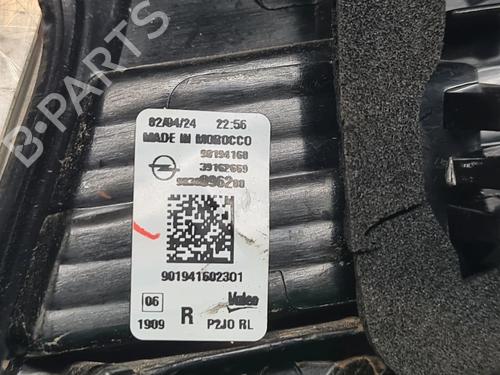 02/04/24 22:56
MADE IN MOROCCO
90194160
39162669
901941602301
06
1909 R P2JO RL
Valeo
B-Parts